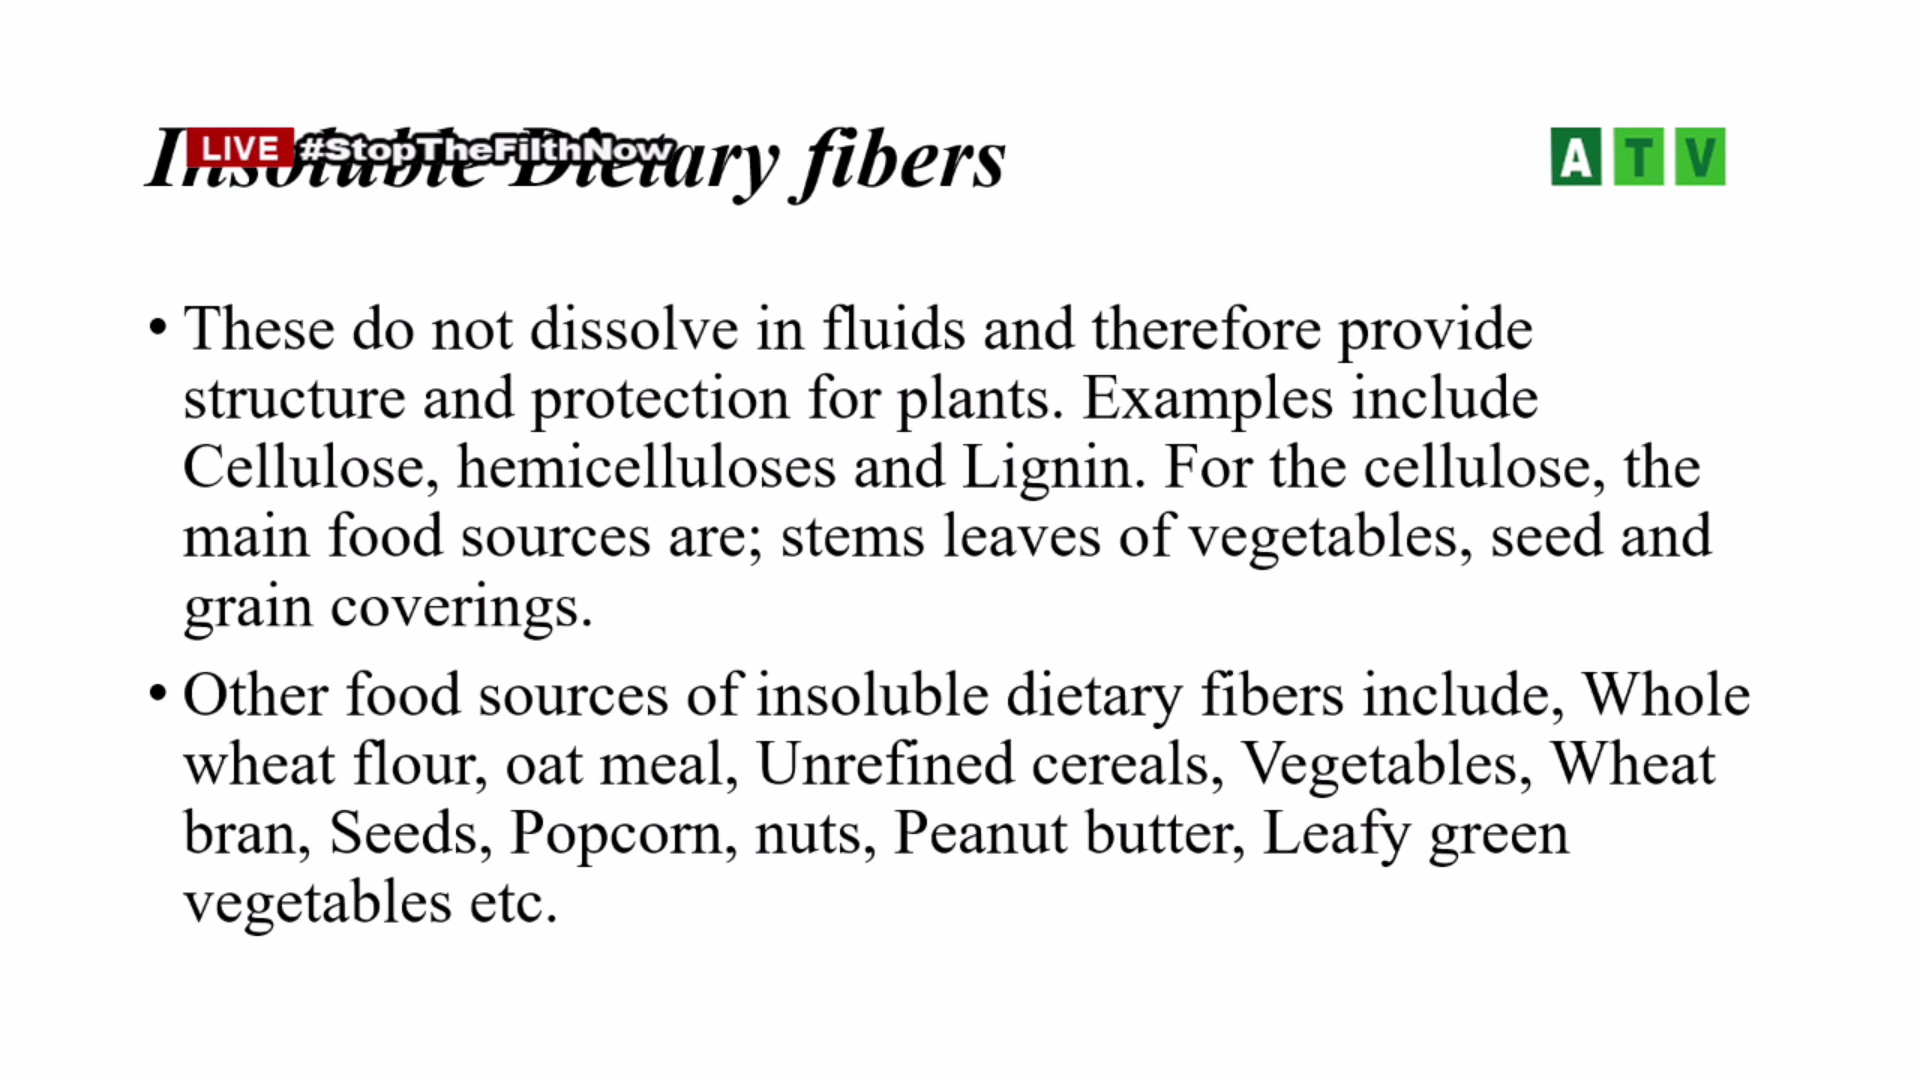 Insoluble Dietary fibers
LIVE #StopTheFilthNow
A T V
• These do not dissolve in fluids and therefore provide
structure and protection for plants. Examples include
Cellulose, hemicelluloses and Lignin. For the cellulose, the
main food sources are; stems leaves of vegetables, seed and
grain coverings.
• Other food sources of insoluble dietary fibers include, Whole
wheat flour, oat meal, Unrefined cereals, Vegetables, Wheat
bran, Seeds, Popcorn, nuts, Peanut butter, Leafy green
vegetables etc.